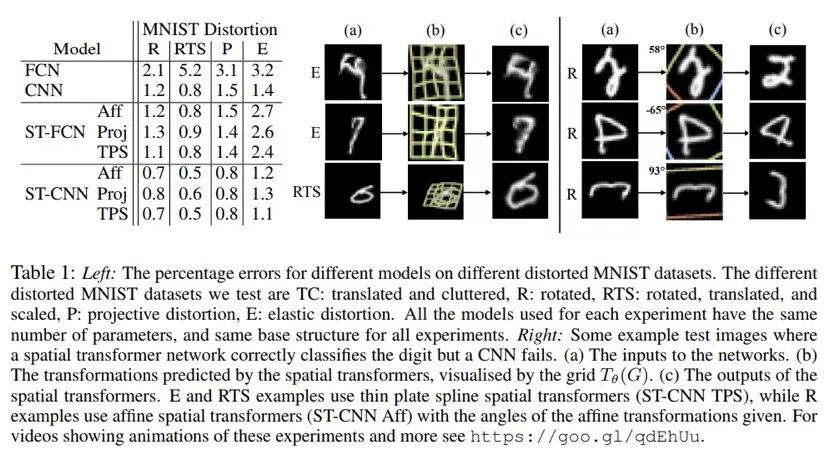 MNIST Distortion
Model R RTS P E
FCN 2.1 5.2 3.1 3.2
CNN 1.2 0.8 1.5 1.4
Aff 1.2 0.8 1.5 2.7
ST-FCN Proj 1.3 0.9 1.4 2.6
TPS 1.1 0.8 1.4 2.4
Aff 0.7 0.5 0.8 1.2
ST-CNN Proj 0.8 0.6 0.8 1.3
TPS 0.7 0.5 0.8 1.1
(a) (b) (c)
E
E
RTS
(a) (b) (c)
R 58°
R -65°
R 93°
Table 1: Left: The percentage errors for different models on different distorted MNIST datasets. The different
distorted MNIST datasets we test are TC: translated and cluttered, R: rotated, RTS: rotated, translated, and
scaled, P: projective distortion, E: elastic distortion. All the models used for each experiment have the same
number of parameters, and same base structure for all experiments. Right: Some example test images where
a spatial transformer network correctly classifies the digit but a CNN fails. (a) The inputs to the networks. (b)
The transformations predicted by the spatial transformers, visualised by the grid Tθ(G). (c) The outputs of the
spatial transformers. E and RTS examples use thin plate spline spatial transformers (ST-CNN TPS), while R
examples use affine spatial transformers (ST-CNN Aff) with the angles of the affine transformations given. For
videos showing animations of these experiments and more see https://goo.gl/qdEhUu.